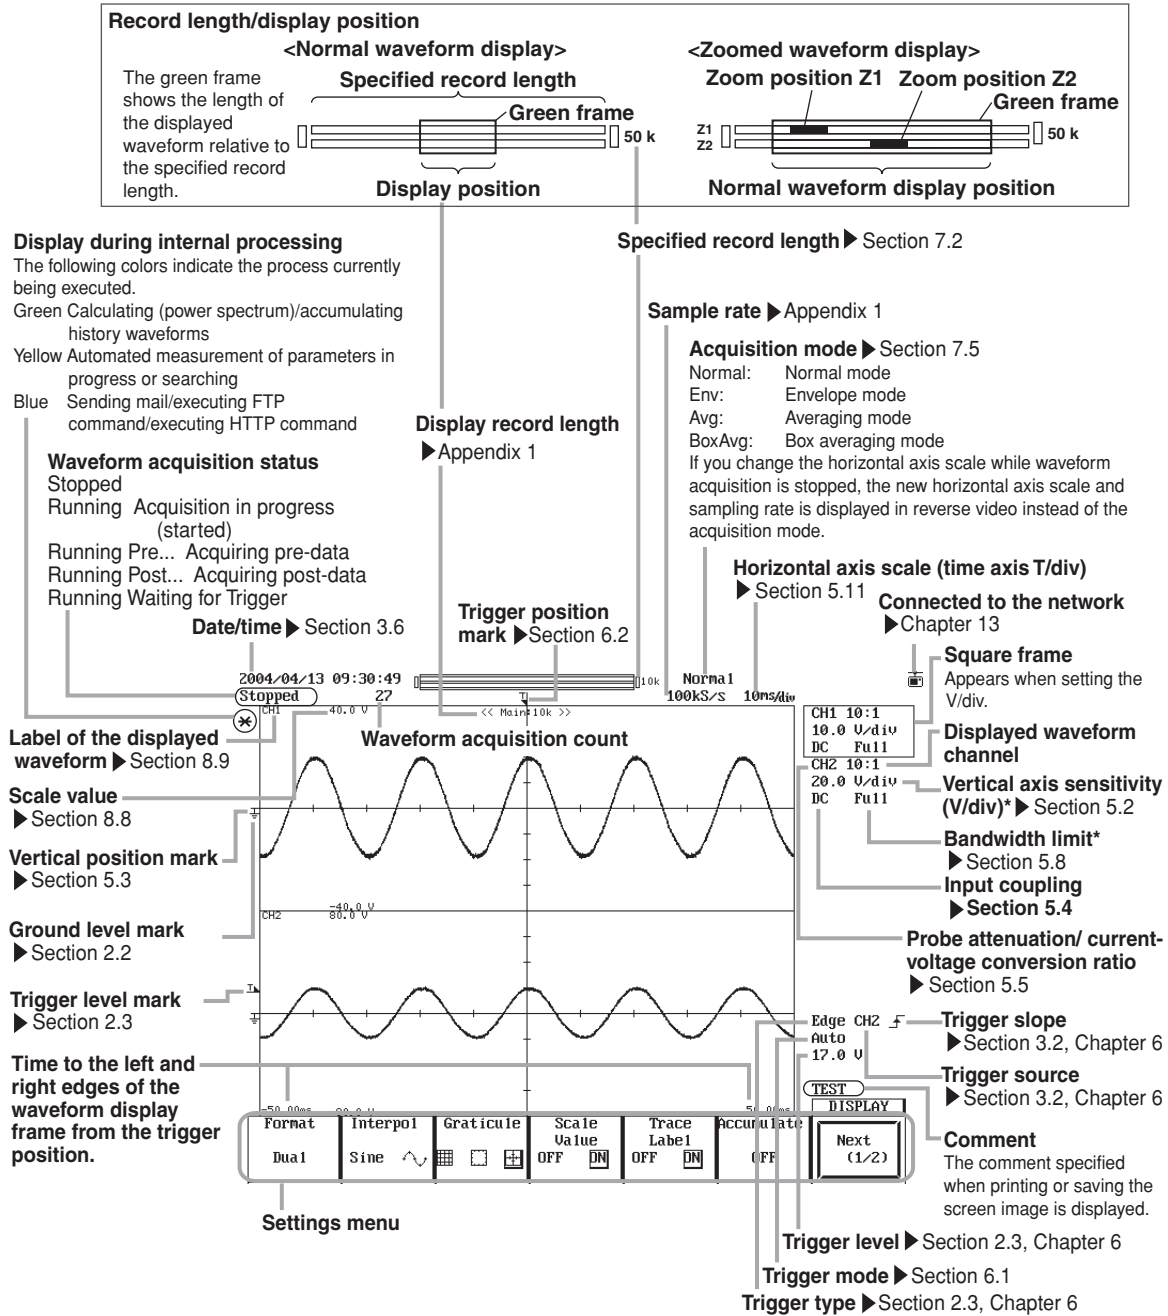 Record length/display position
<Normal waveform display>
<Zoomed waveform display>
The green frame
shows the length of
the displayed
waveform relative to
the specified record
length.
Specified record length
Green frame
50 k
Display position
Zoom position Z1 Zoom position Z2
Green frame
Z1
Z2
50 k
Normal waveform display position
Display during internal processing
The following colors indicate the process currently
being executed.
Green Calculating (power spectrum)/accumulating
history waveforms
Yellow Automated measurement of parameters in
progress or searching
Blue Sending mail/executing FTP
command/executing HTTP command
Waveform acquisition status
Stopped
Running Acquisition in progress
(started)
Running Pre... Acquiring pre-data
Running Post... Acquiring post-data
Running Waiting for Trigger
Date/time ▶ Section 3.6
Display record length
▶ Appendix 1
Trigger position
mark ▶ Section 6.2
Specified record length ▶ Section 7.2
Sample rate ▶ Appendix 1
Acquisition mode ▶ Section 7.5
Normal: Normal mode
Env: Envelope mode
Avg: Averaging mode
BoxAvg: Box averaging mode
If you change the horizontal axis scale while waveform
acquisition is stopped, the new horizontal axis scale and
sampling rate is displayed in reverse video instead of the
acquisition mode.
Horizontal axis scale (time axis T/div)
▶ Section 5.11
Connected to the network
▶ Chapter 13
Square frame
Appears when setting the
V/div.
Displayed waveform
channel
Vertical axis sensitivity
(V/div)* ▶ Section 5.2
Bandwidth limit*
▶ Section 5.8
Input coupling
▶ Section 5.4
Probe attenuation/ current-
voltage conversion ratio
▶ Section 5.5
Trigger slope
▶ Section 3.2, Chapter 6
Trigger source
▶ Section 3.2, Chapter 6
Comment
The comment specified
when printing or saving the
screen image is displayed.
Trigger level ▶ Section 2.3, Chapter 6
Trigger mode ▶ Section 6.1
Trigger type ▶ Section 2.3, Chapter 6
2004/04/13 09:30:49
10k
Normal
Stopped
27
T
100kS/s 10ms/div
CH1
40.0 V
<< Main:10k >>
Waveform acquisition count
CH1 10:1
10.0 V/div
DC Full
CH2 10:1
20.0 V/div
DC Full
Label of the displayed
waveform ▶ Section 8.9
Scale value
▶ Section 8.8
Vertical position mark
▶ Section 5.3
Ground level mark
▶ Section 2.2
Trigger level mark
▶ Section 2.3
Time to the left and
right edges of the
waveform display
frame from the trigger
position.
-40.0 V
CH2
80.0 V
T
Edge CH2
Auto
17.0 V
TEST
DISPLAY
-50.00ms
50.00ms
Format
Dual
Interpol
Sine
Graticule
Scale
Value
OFF ON
Trace
Label
OFF ON
Accumulate
OFF
Next
(1/2)
Settings menu